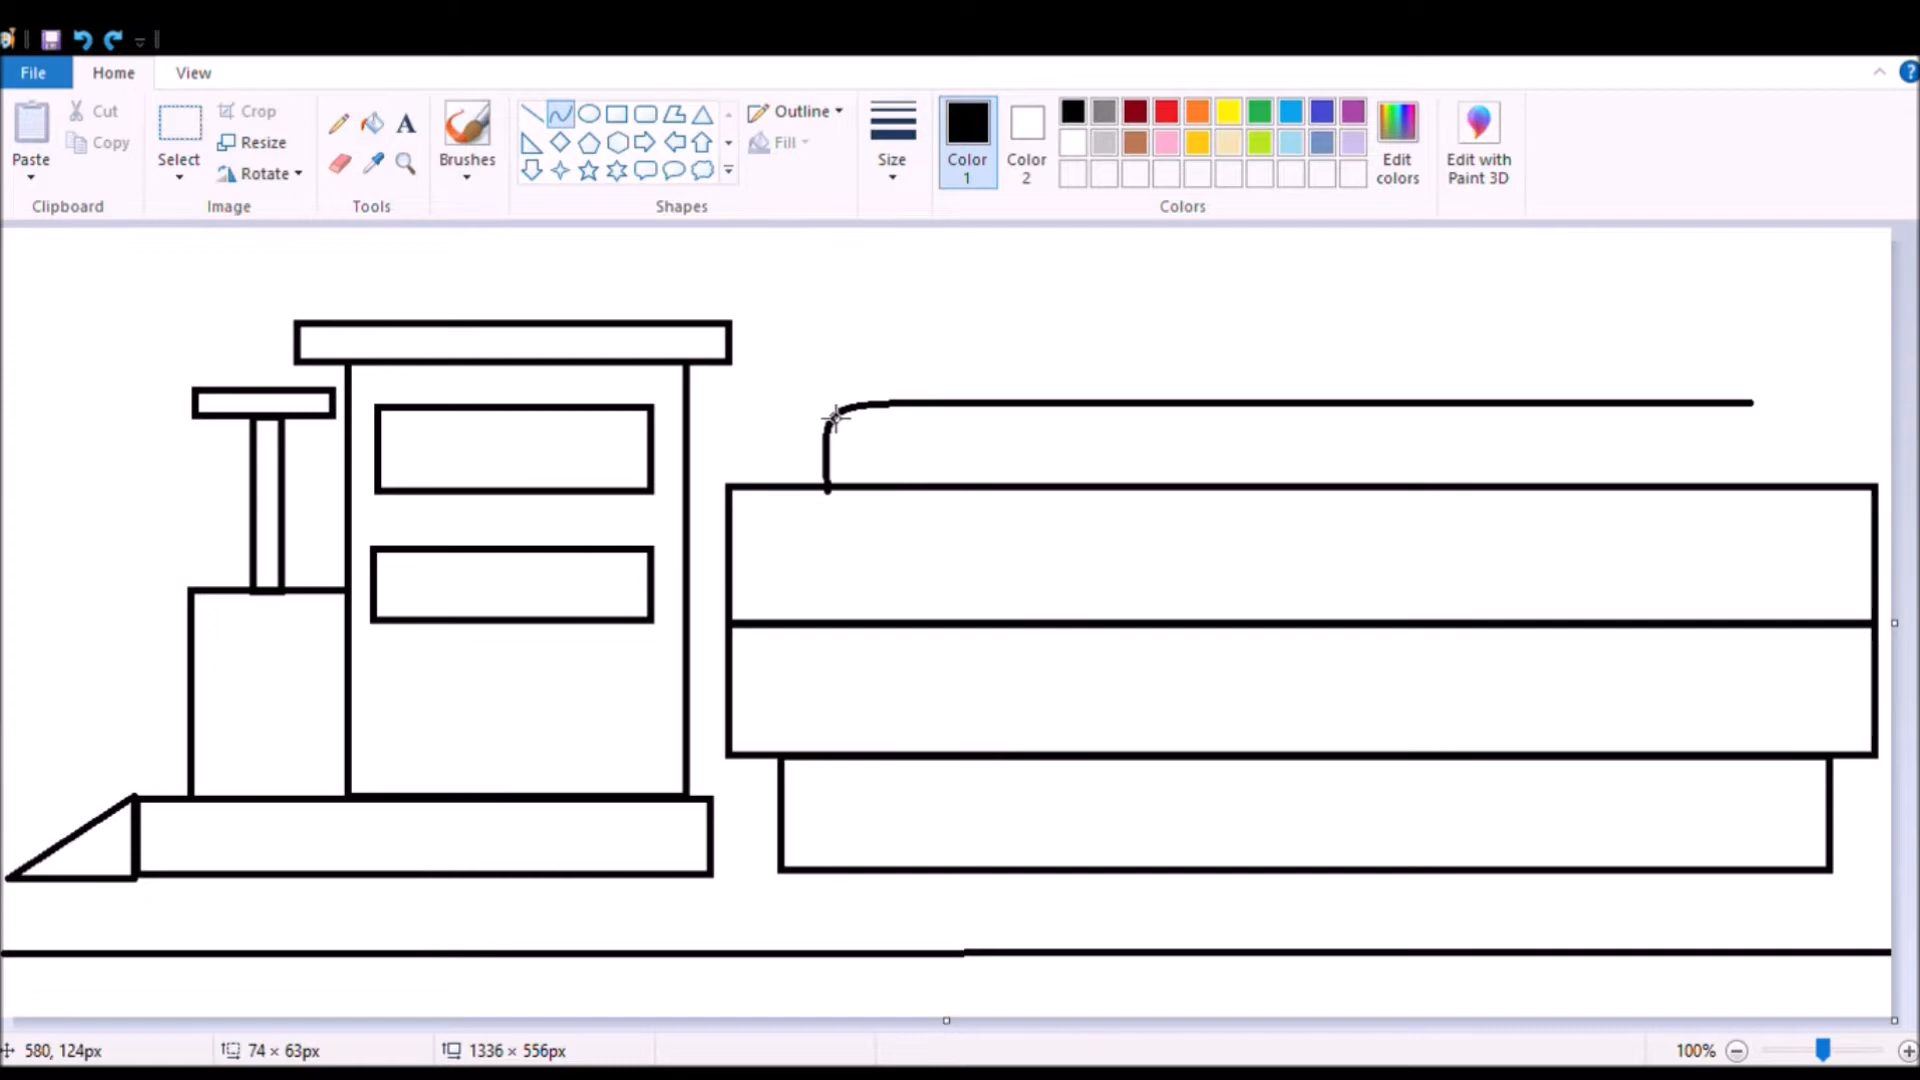 File Home View
Paste Cut Copy Clipboard
Select Crop Resize Rotate Image
A
Tools
Brushes
Shapes
Outline Fill
Size
Color 1
Color 2
Edit colors
Colors
Edit with Paint 3D
?
580, 124px 74 × 63px 1336 × 556px 100%